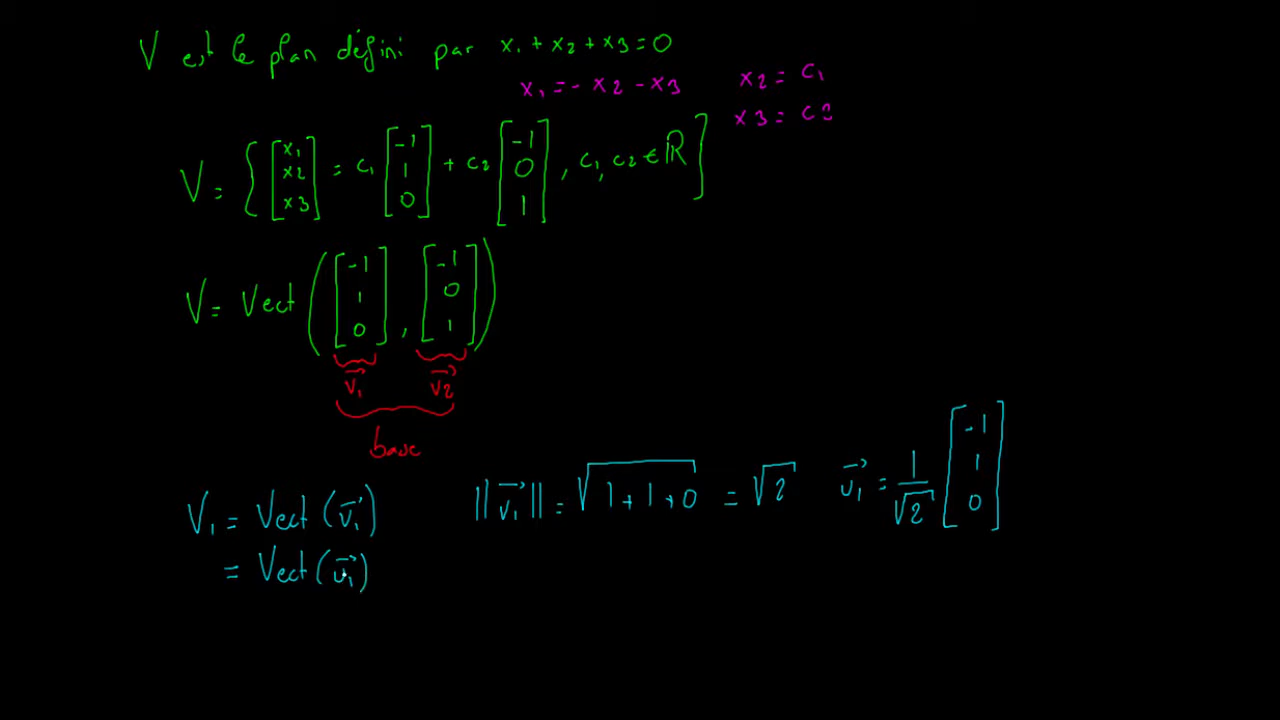 V est le plan défini par x₁ + x₂ + x₃ = 0
x₁ = - x₂ - x₃ x₂ = c₁
x₃ = c₂
V = { [x₁ x₂ x₃] = c₁ [-1 1 0] + c₂ [-1 0 1], c₁, c₂ ∈ ℝ }
V = Vect ( [-1 1 0], [-1 0 1] )
v₁⃗ v₂⃗
base
V₁ = Vect (v₁⃗) ||v₁⃗|| = √(1 + 1 + 0) = √2 u₁⃗ = 1/√2 [-1 1 0]
= Vect (u₁⃗)